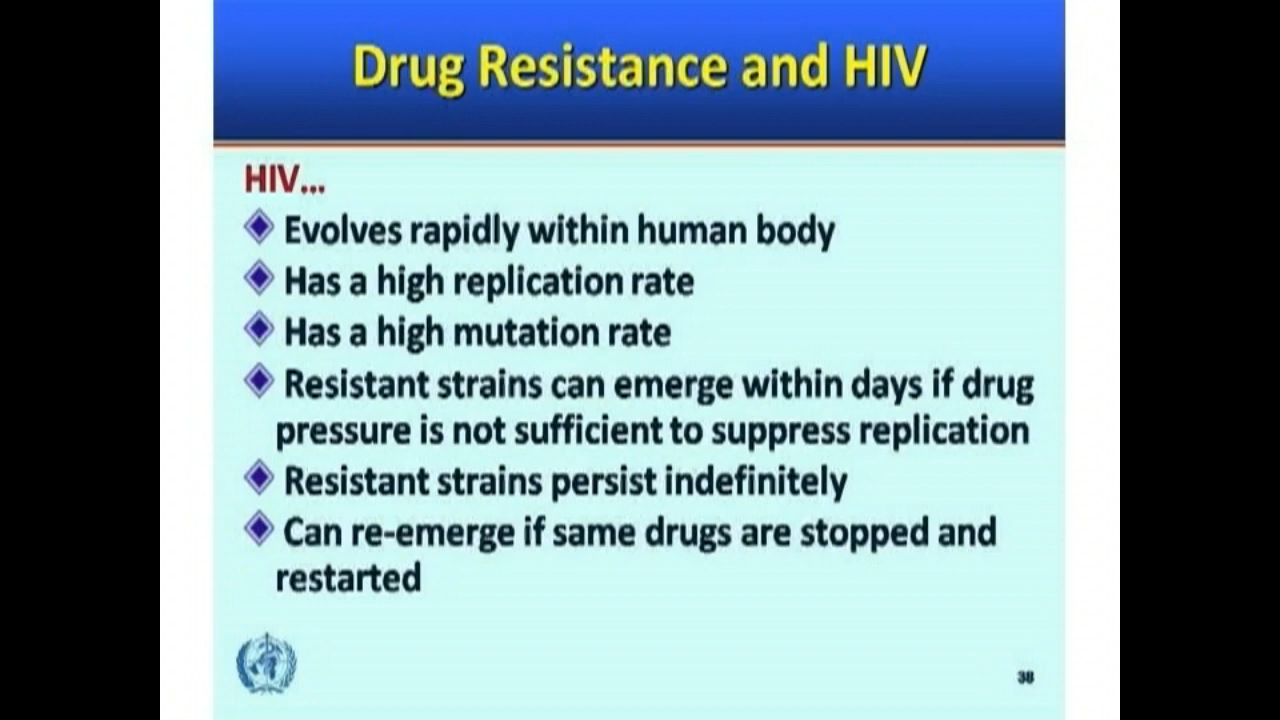 Drug Resistance and HIV
HIV...
Evolves rapidly within human body
Has a high replication rate
Has a high mutation rate
Resistant strains can emerge within days if drug
pressure is not sufficient to suppress replication
Resistant strains persist indefinitely
Can re-emerge if same drugs are stopped and
restarted
38